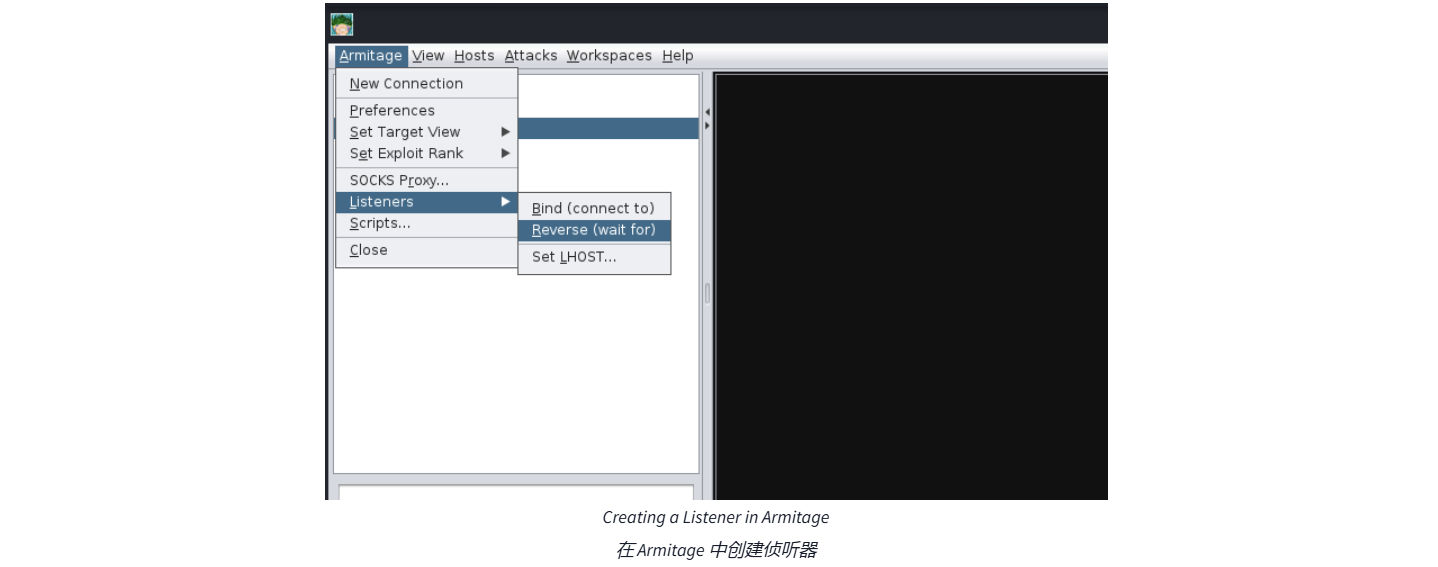 Armitage View Hosts Attacks Workspaces Help
New Connection
Preferences
Set Target View
Set Exploit Rank
SOCKS Proxy...
Listeners
Scripts...
Close
Bind (connect to)
Reverse (wait for)
Set LHOST...
Creating a Listener in Armitage
在 Armitage 中创建侦听器